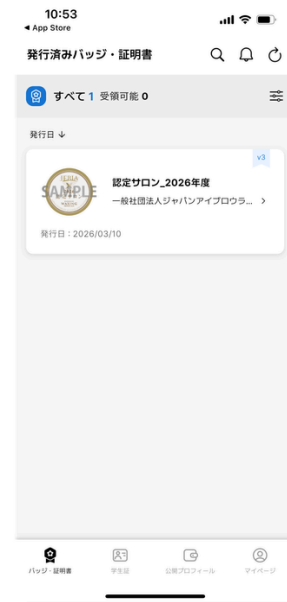 10:53
◀ App Store
発行済みバッジ・証明書
すべて 1 受領可能 0
発行日 ↓
v3
SAMPLE
認定サロン_2026年度
一般社団法人ジャパンアイブロウラ...
発行日：2026/03/10
バッジ・証明書
学生証
公開プロフィール
マイページ